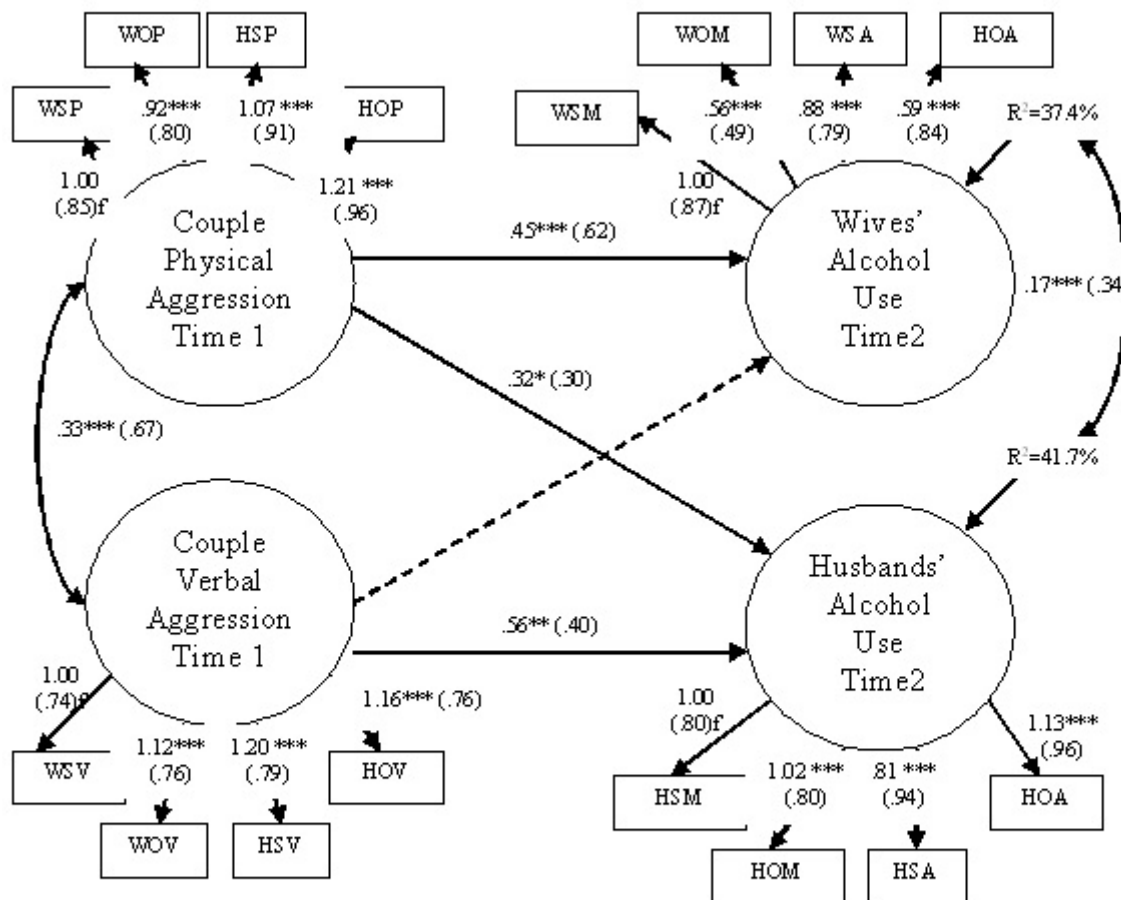 WOP
HSP
WOM
WSA
HOA
WSP
.92***
(.80)
1.07 ***
(.91)
HOP
WSM
.56***
(.49)
.88 ***
(.79)
.59 ***
(.84)
R²=37.4%
1.00
(.85)f
1.21 ***
(.96)
1.00
(.87)f
Couple
Physical
Aggression
Time 1
.45*** (.62)
Wives’
Alcohol
Use
Time2
.17*** (.34
.32* (.30)
.33*** (.67)
R²=41.7%
Couple
Verbal
Aggression
Time 1
Husbands’
Alcohol
Use
Time2
.56** (.40)
1.00
(.74)f
1.12***
(.76)
1.20 ***
(.79)
1.16*** (.76)
1.00
(.80)f
1.02 ***
(.80)
.81 ***
(.94)
1.13***
(.96)
WSV
HOV
HSM
HOA
WOV
HSV
HOM
HSA